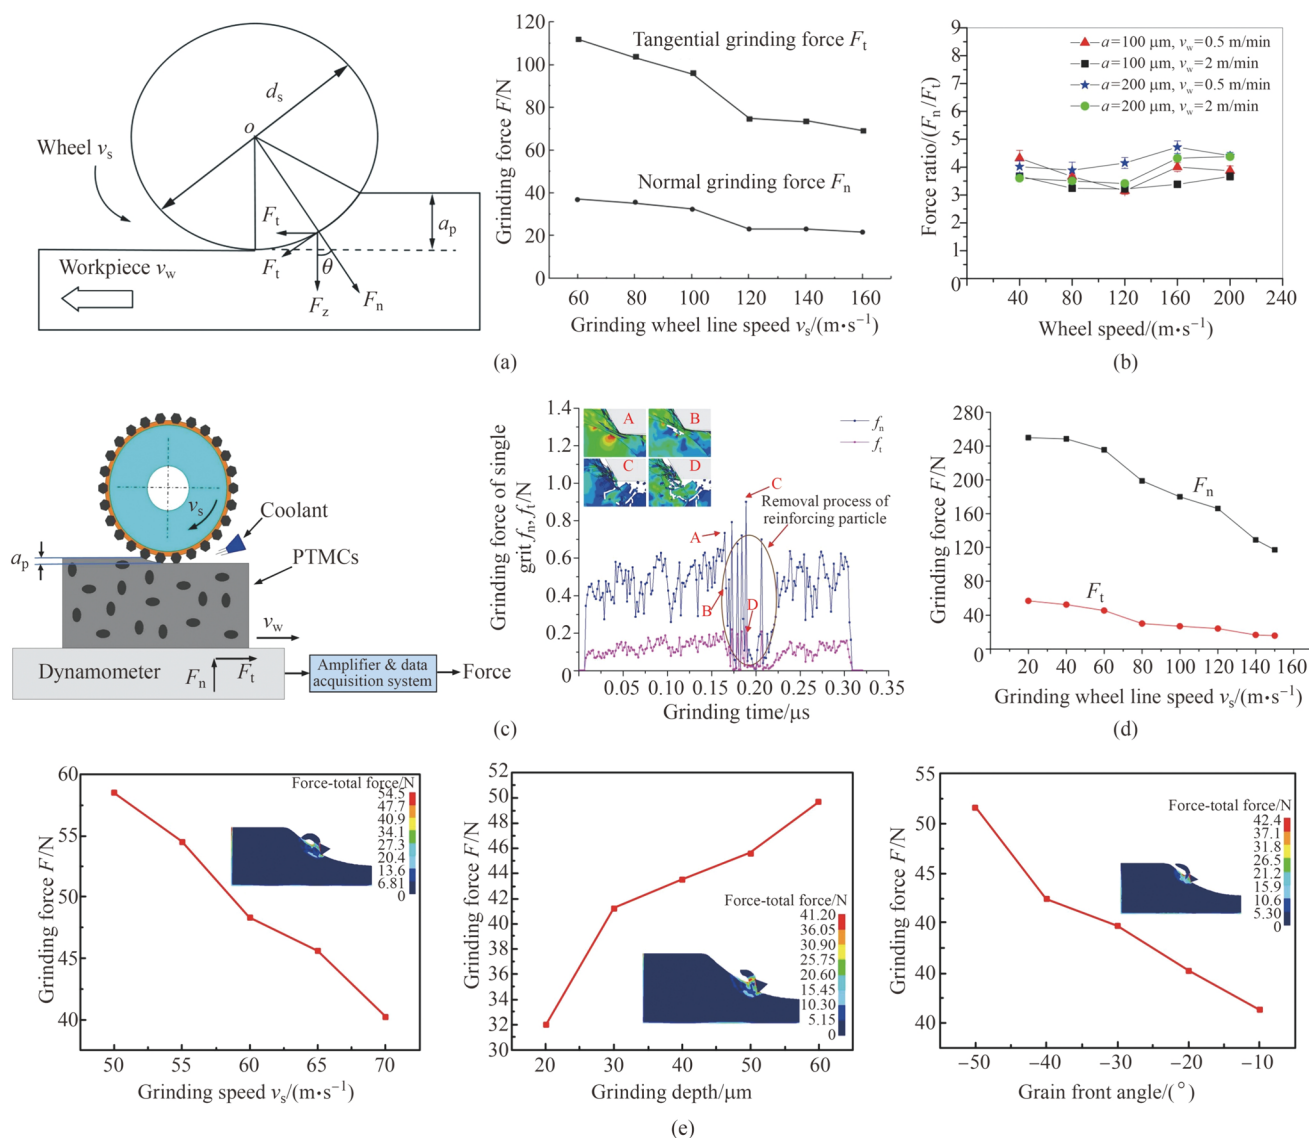 d_s
o
Wheel v_s
F_t
a_p
F_t
θ
Workpiece v_w
F_z
F_n
Grinding force F/N
120
100
80
60
40
20
0
Tangential grinding force F_t
Normal grinding force F_n
60 80 100 120 140 160
Grinding wheel line speed v_s/(m·s⁻¹)
(a)
Force ratio/(F_n/F_t)
9
8
7
6
5
4
3
2
1
0
a=100 μm, v_w=0.5 m/min
a=100 μm, v_w=2 m/min
a=200 μm, v_w=0.5 m/min
a=200 μm, v_w=2 m/min
40 80 120 160 200 240
Wheel speed/(m·s⁻¹)
(b)
v_s
Coolant
a_p
PTMCs
v_w
Dynamometer
F_n
F_t
Amplifier & data
acquisition system
Force
Grinding force of single
grit f_n, f_t/N
1.4
1.2
1.0
0.8
0.6
0.4
0.2
0
A
B
C
D
f_n
f_t
C
Removal process of
reinforcing particle
A
B
D
0.05 0.10 0.15 0.20 0.25 0.30 0.35
Grinding time/μs
(c)
Grinding force F/N
280
240
200
160
120
80
40
0
F_n
F_t
20 40 60 80 100 120 140 160
Grinding wheel line speed v_s/(m·s⁻¹)
(d)
Grinding force F/N
60
55
50
45
40
Force-total force/N
54.5
47.7
40.9
34.1
27.3
20.4
13.6
6.81
0
50 55 60 65 70
Grinding speed v_s/(m·s⁻¹)
Grinding force F/N
52
50
48
46
44
42
40
38
36
34
32
30
Force-total force/N
41.20
36.05
30.90
25.75
20.60
15.45
10.30
5.15
0
20 30 40 50 60
Grinding depth/μm
Grinding force F/N
55
45
40
40
40
Force-total force/N
42.4
37.1
31.8
26.5
21.2
15.9
10.6
5.30
0
−50 −40 −30 −20 −10
Grain front angle/(°)
(e)